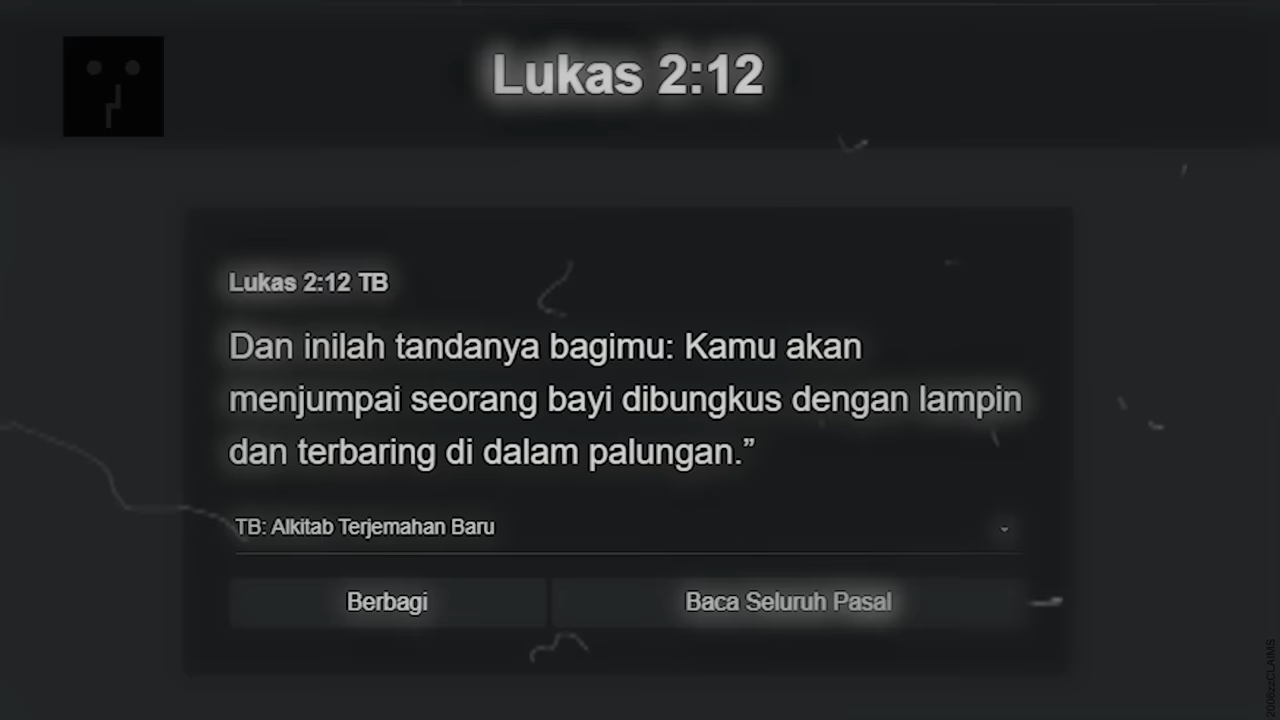 Lukas 2:12
Lukas 2:12 TB
Dan inilah tandanya bagimu: Kamu akan
menjumpai seorang bayi dibungkus dengan lampin
dan terbaring di dalam palungan.”
TB: Alkitab Terjemahan Baru
Berbagi
Baca Seluruh Pasal